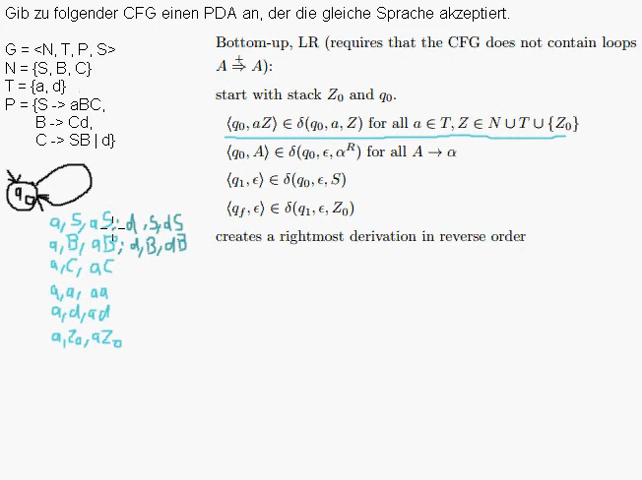 Gib zu folgender CFG einen PDA an, der die gleiche Sprache akzeptiert.
G = <N, T, P, S>
N = {S, B, C}
T = {a, d}
P = {S -> aBC,
B -> Cd,
C -> SB | d}
q₀
a, S, aS; d, S, dS
a, B, aB; d, B, dB
a, C, aC
a, a, aa
a, d, ad
a, Z₀, aZ₀
Bottom-up, LR (requires that the CFG does not contain loops
A ⇒⁺ A):
start with stack Z₀ and q₀.
⟨q₀, aZ⟩ ∈ δ(q₀, a, Z) for all a ∈ T, Z ∈ N ∪ T ∪ {Z₀}
⟨q₀, A⟩ ∈ δ(q₀, ϵ, αᴿ) for all A → α
⟨q₁, ϵ⟩ ∈ δ(q₀, ϵ, S)
⟨q_f, ϵ⟩ ∈ δ(q₁, ϵ, Z₀)
creates a rightmost derivation in reverse order